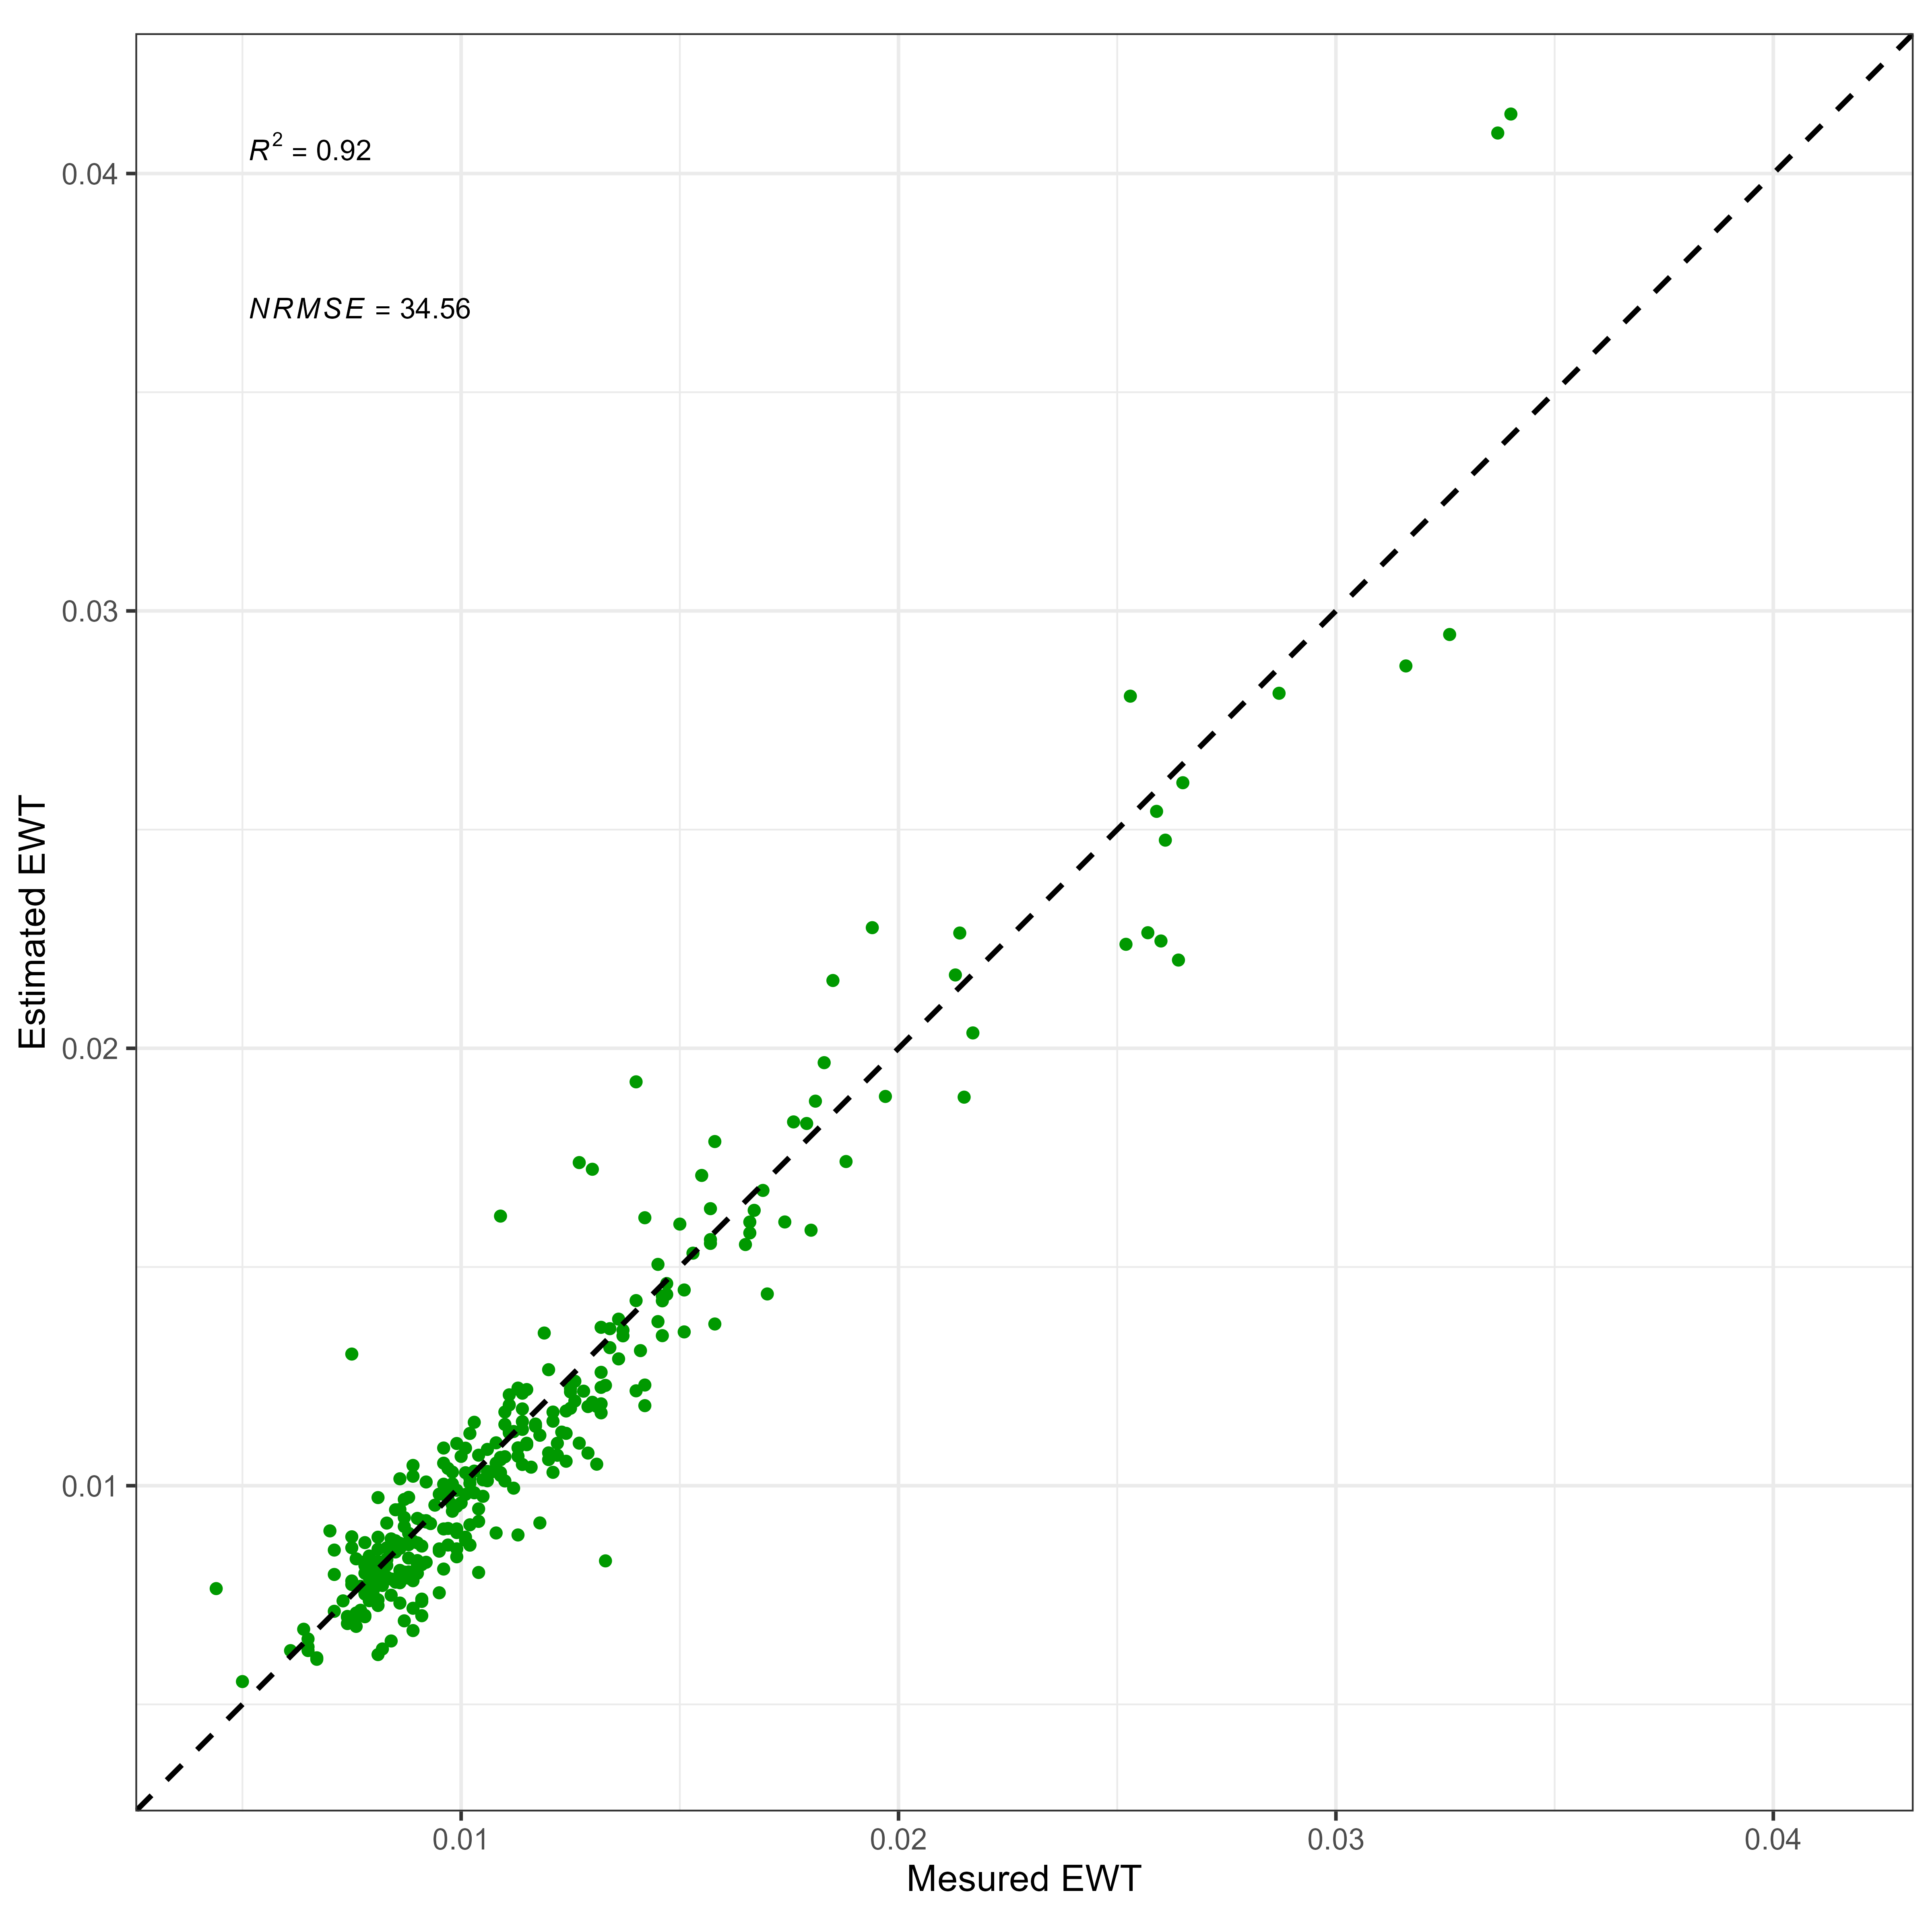 R² = 0.92
NRMSE = 34.56
0.04
0.03
0.02
0.01
Estimated EWT
0.01 0.02 0.03 0.04
Mesured EWT